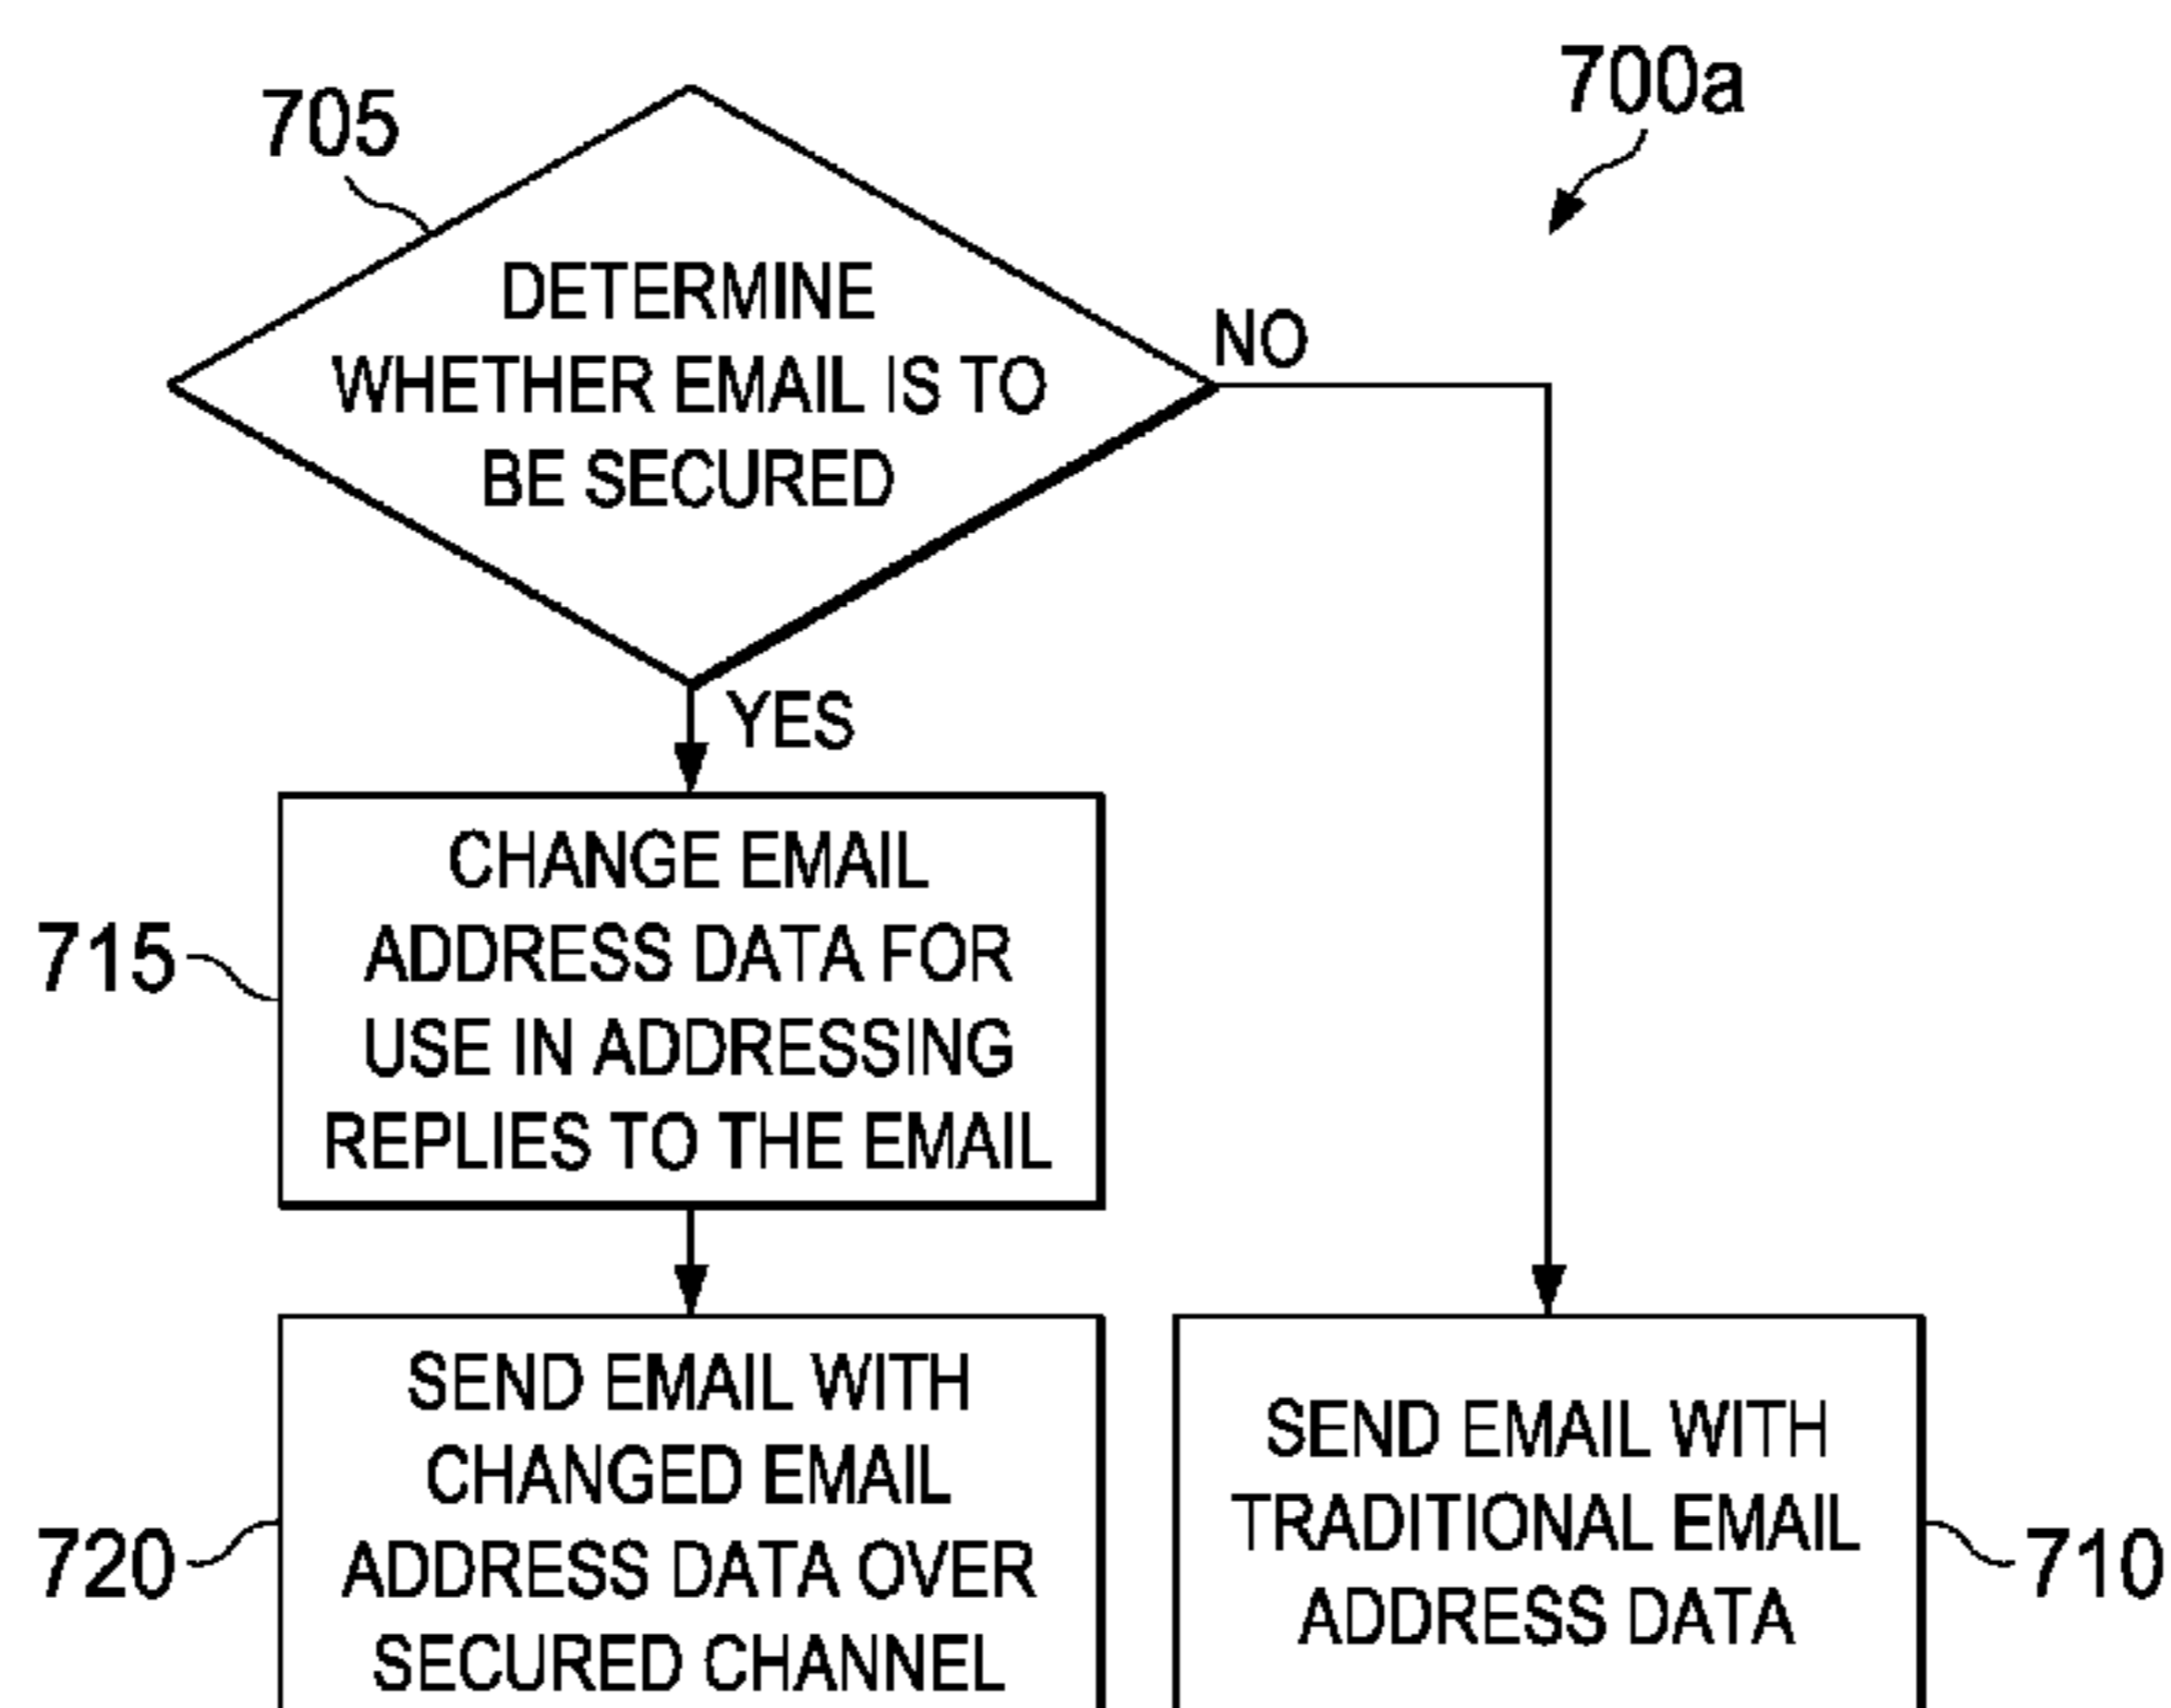 700a
705
DETERMINE
WHETHER EMAIL IS TO
BE SECURED
NO
YES
715
CHANGE EMAIL
ADDRESS DATA FOR
USE IN ADDRESSING
REPLIES TO THE EMAIL
720
SEND EMAIL WITH
CHANGED EMAIL
ADDRESS DATA OVER
SECURED CHANNEL
SEND EMAIL WITH
TRADITIONAL EMAIL
ADDRESS DATA
710